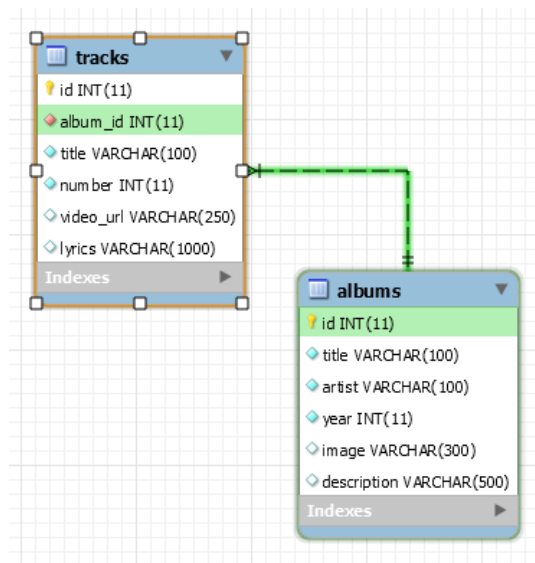 tracks
id INT(11)
album_id INT(11)
title VARCHAR(100)
number INT(11)
video_url VARCHAR(250)
lyrics VARCHAR(1000)
Indexes
albums
id INT(11)
title VARCHAR(100)
artist VARCHAR(100)
year INT(11)
image VARCHAR(300)
description VARCHAR(500)
Indexes